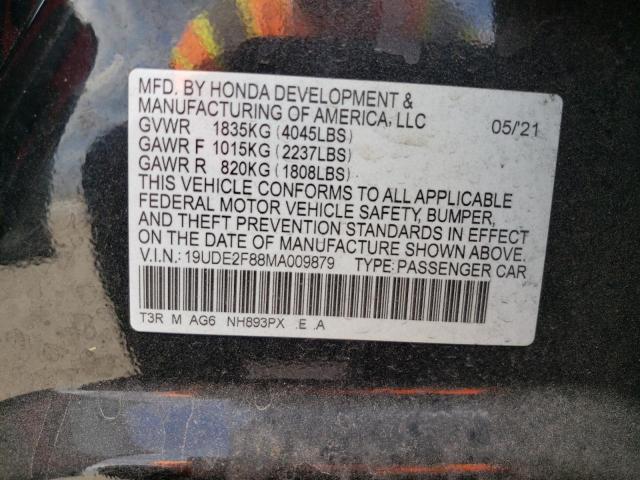 MFD. BY HONDA DEVELOPMENT &
MANUFACTURING OF AMERICA, LLC 05/'21
GVWR 1835KG (4045LBS)
GAWR F 1015KG (2237LBS)
GAWR R 820KG (1808LBS)
THIS VEHICLE CONFORMS TO ALL APPLICABLE
FEDERAL MOTOR VEHICLE SAFETY, BUMPER,
AND THEFT PREVENTION STANDARDS IN EFFECT
ON THE DATE OF MANUFACTURE SHOWN ABOVE.
V.I.N.: 19UDE2F88MA009879 TYPE: PASSENGER CAR
T3R M AG6 NH893PX .E .A